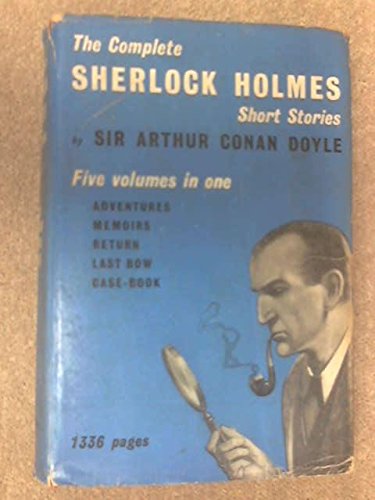 The Complete
SHERLOCK HOLMES
Short Stories
by SIR ARTHUR CONAN DOYLE
Five volumes in one
ADVENTURES
MEMOIRS
RETURN
LAST BOW
CASE-BOOK
1336 pages